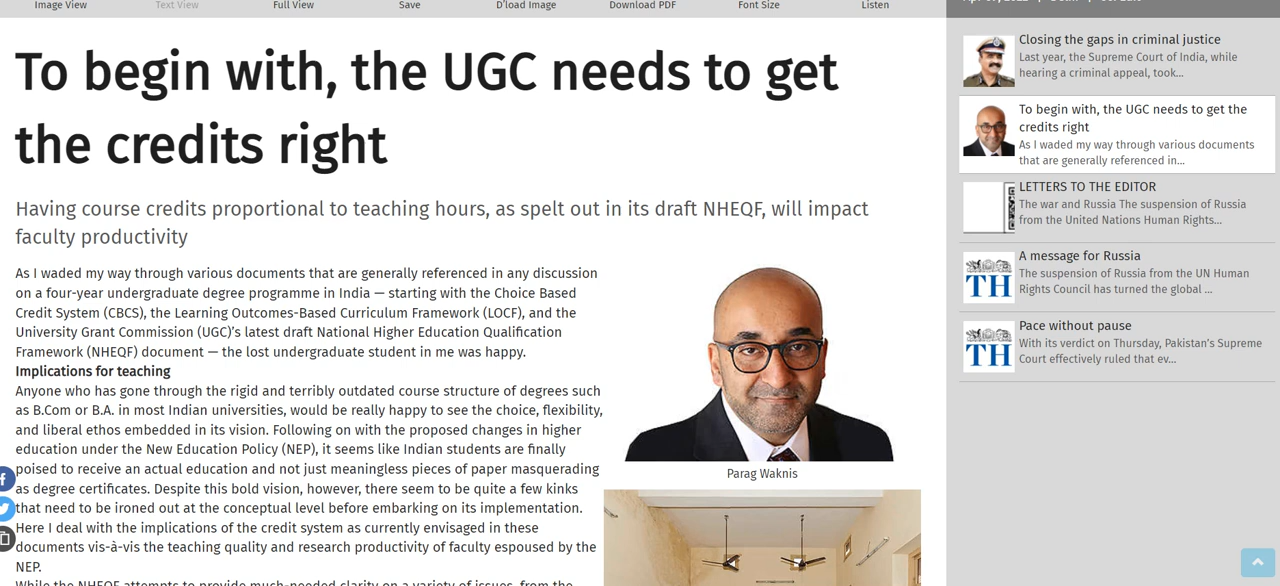 Image View
Text View
Full View
Save
D'load Image
Download PDF
Font Size
Listen
To begin with, the UGC needs to get
the credits right
Having course credits proportional to teaching hours, as spelt out in its draft NHEQF, will impact
faculty productivity
As I waded my way through various documents that are generally referenced in any discussion
on a four-year undergraduate degree programme in India — starting with the Choice Based
Credit System (CBCS), the Learning Outcomes-Based Curriculum Framework (LOCF), and the
University Grant Commission (UGC)'s latest draft National Higher Education Qualification
Framework (NHEQF) document — the lost undergraduate student in me was happy.
Implications for teaching
Anyone who has gone through the rigid and terribly outdated course structure of degrees such
as B.Com or B.A. in most Indian universities, would be really happy to see the choice, flexibility,
and liberal ethos embedded in its vision. Following on with the proposed changes in higher
education under the New Education Policy (NEP), it seems like Indian students are finally
poised to receive an actual education and not just meaningless pieces of paper masquerading
as degree certificates. Despite this bold vision, however, there seem to be quite a few kinks
that need to be ironed out at the conceptual level before embarking on its implementation.
Here I deal with the implications of the credit system as currently envisaged in these
documents vis-à-vis the teaching quality and research productivity of faculty espoused by the
NEP.
While the NHEQF attempts to provide much-needed clarity on a variety of issues, from the
Parag Waknis
Closing the gaps in criminal justice
Last year, the Supreme Court of India, while
hearing a criminal appeal, took...
To begin with, the UGC needs to get the
credits right
As I waded my way through various documents
that are generally referenced in...
LETTERS TO THE EDITOR
The war and Russia The suspension of Russia
from the United Nations Human Rights...
TH
A message for Russia
The suspension of Russia from the UN Human
Rights Council has turned the global ...
TH
Pace without pause
With its verdict on Thursday, Pakistan's Supreme
Court effectively ruled that ev...